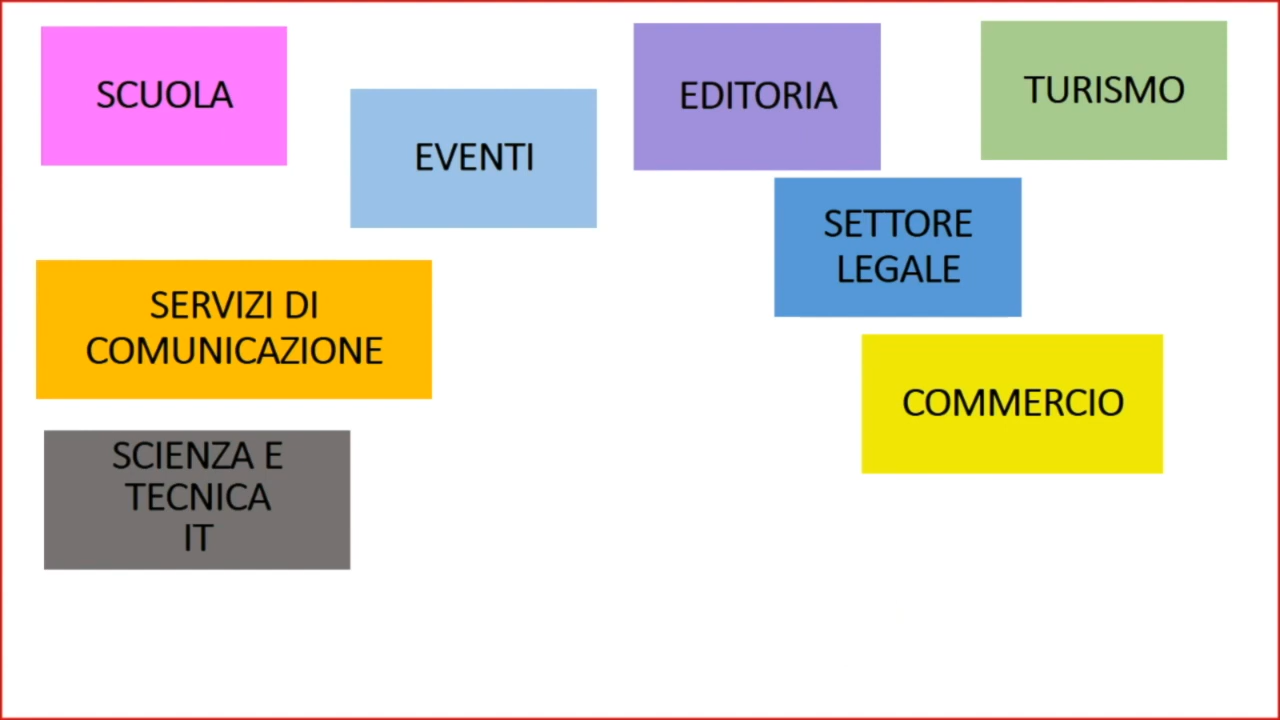 SCUOLA
EVENTI
EDITORIA
TURISMO
SETTORE
LEGALE
SERVIZI DI
COMUNICAZIONE
COMMERCIO
SCIENZA E
TECNICA
IT